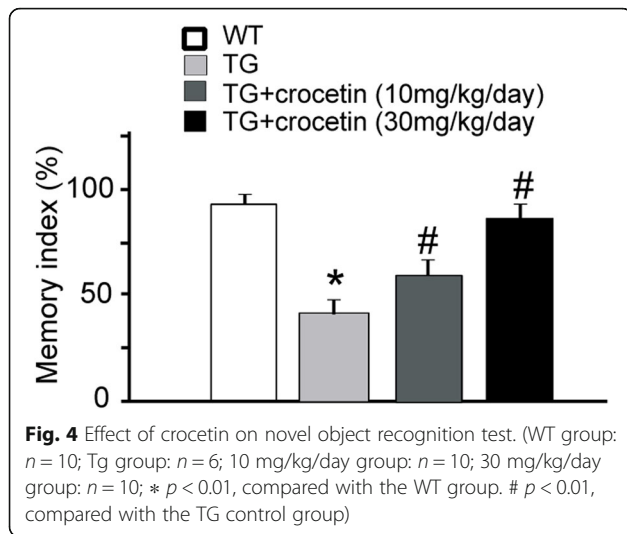 WT
TG
TG+crocetin (10mg/kg/day)
TG+crocetin (30mg/kg/day
Memory index (%)
100
50
0
*
#
#
Fig. 4 Effect of crocetin on novel object recognition test. (WT group:
n = 10; Tg group: n = 6; 10 mg/kg/day group: n = 10; 30 mg/kg/day
group: n = 10; * p < 0.01, compared with the WT group. # p < 0.01,
compared with the TG control group)